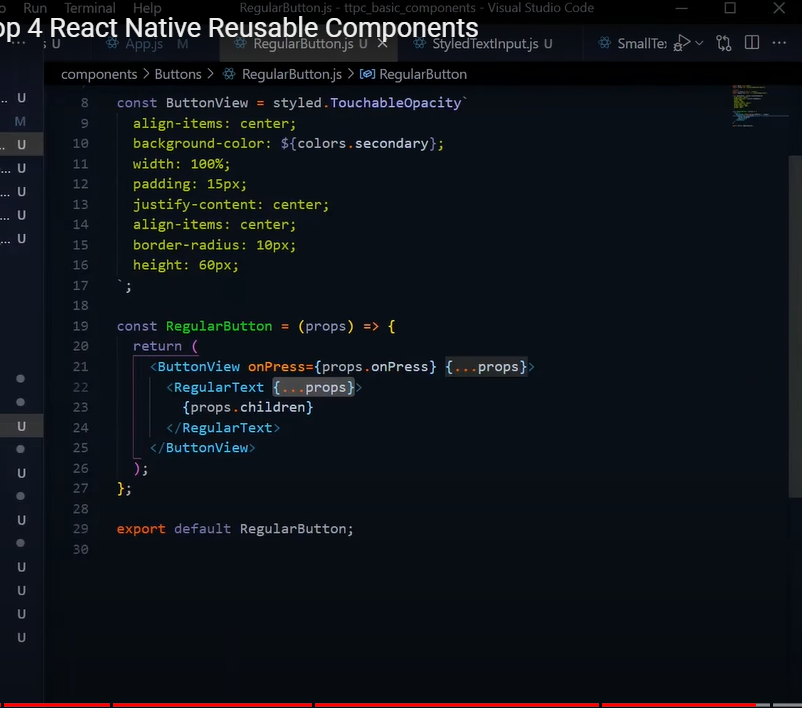 Run Terminal Help RegularButton.js - ttpc_basic_components - Visual Studio Code
op 4 React Native Reusable Components
U App.js M RegularButton.js U StyledTextInput.js U SmallTe
components > Buttons > RegularButton.js > RegularButton
8 const ButtonView = styled.TouchableOpacity`
9 align-items: center;
10 background-color: ${colors.secondary};
11 width: 100%;
12 padding: 15px;
13 justify-content: center;
14 align-items: center;
15 border-radius: 10px;
16 height: 60px;
17 `;
18
19 const RegularButton = (props) => {
20 return (
21 <ButtonView onPress={props.onPress} {...props}>
22 <RegularText {...props}>
23 {props.children}
24 </RegularText>
25 </ButtonView>
26 );
27 };
28
29 export default RegularButton;
30
... U
M
... U
... U
... U
... U
... U
U
U
U
U
U
U
U